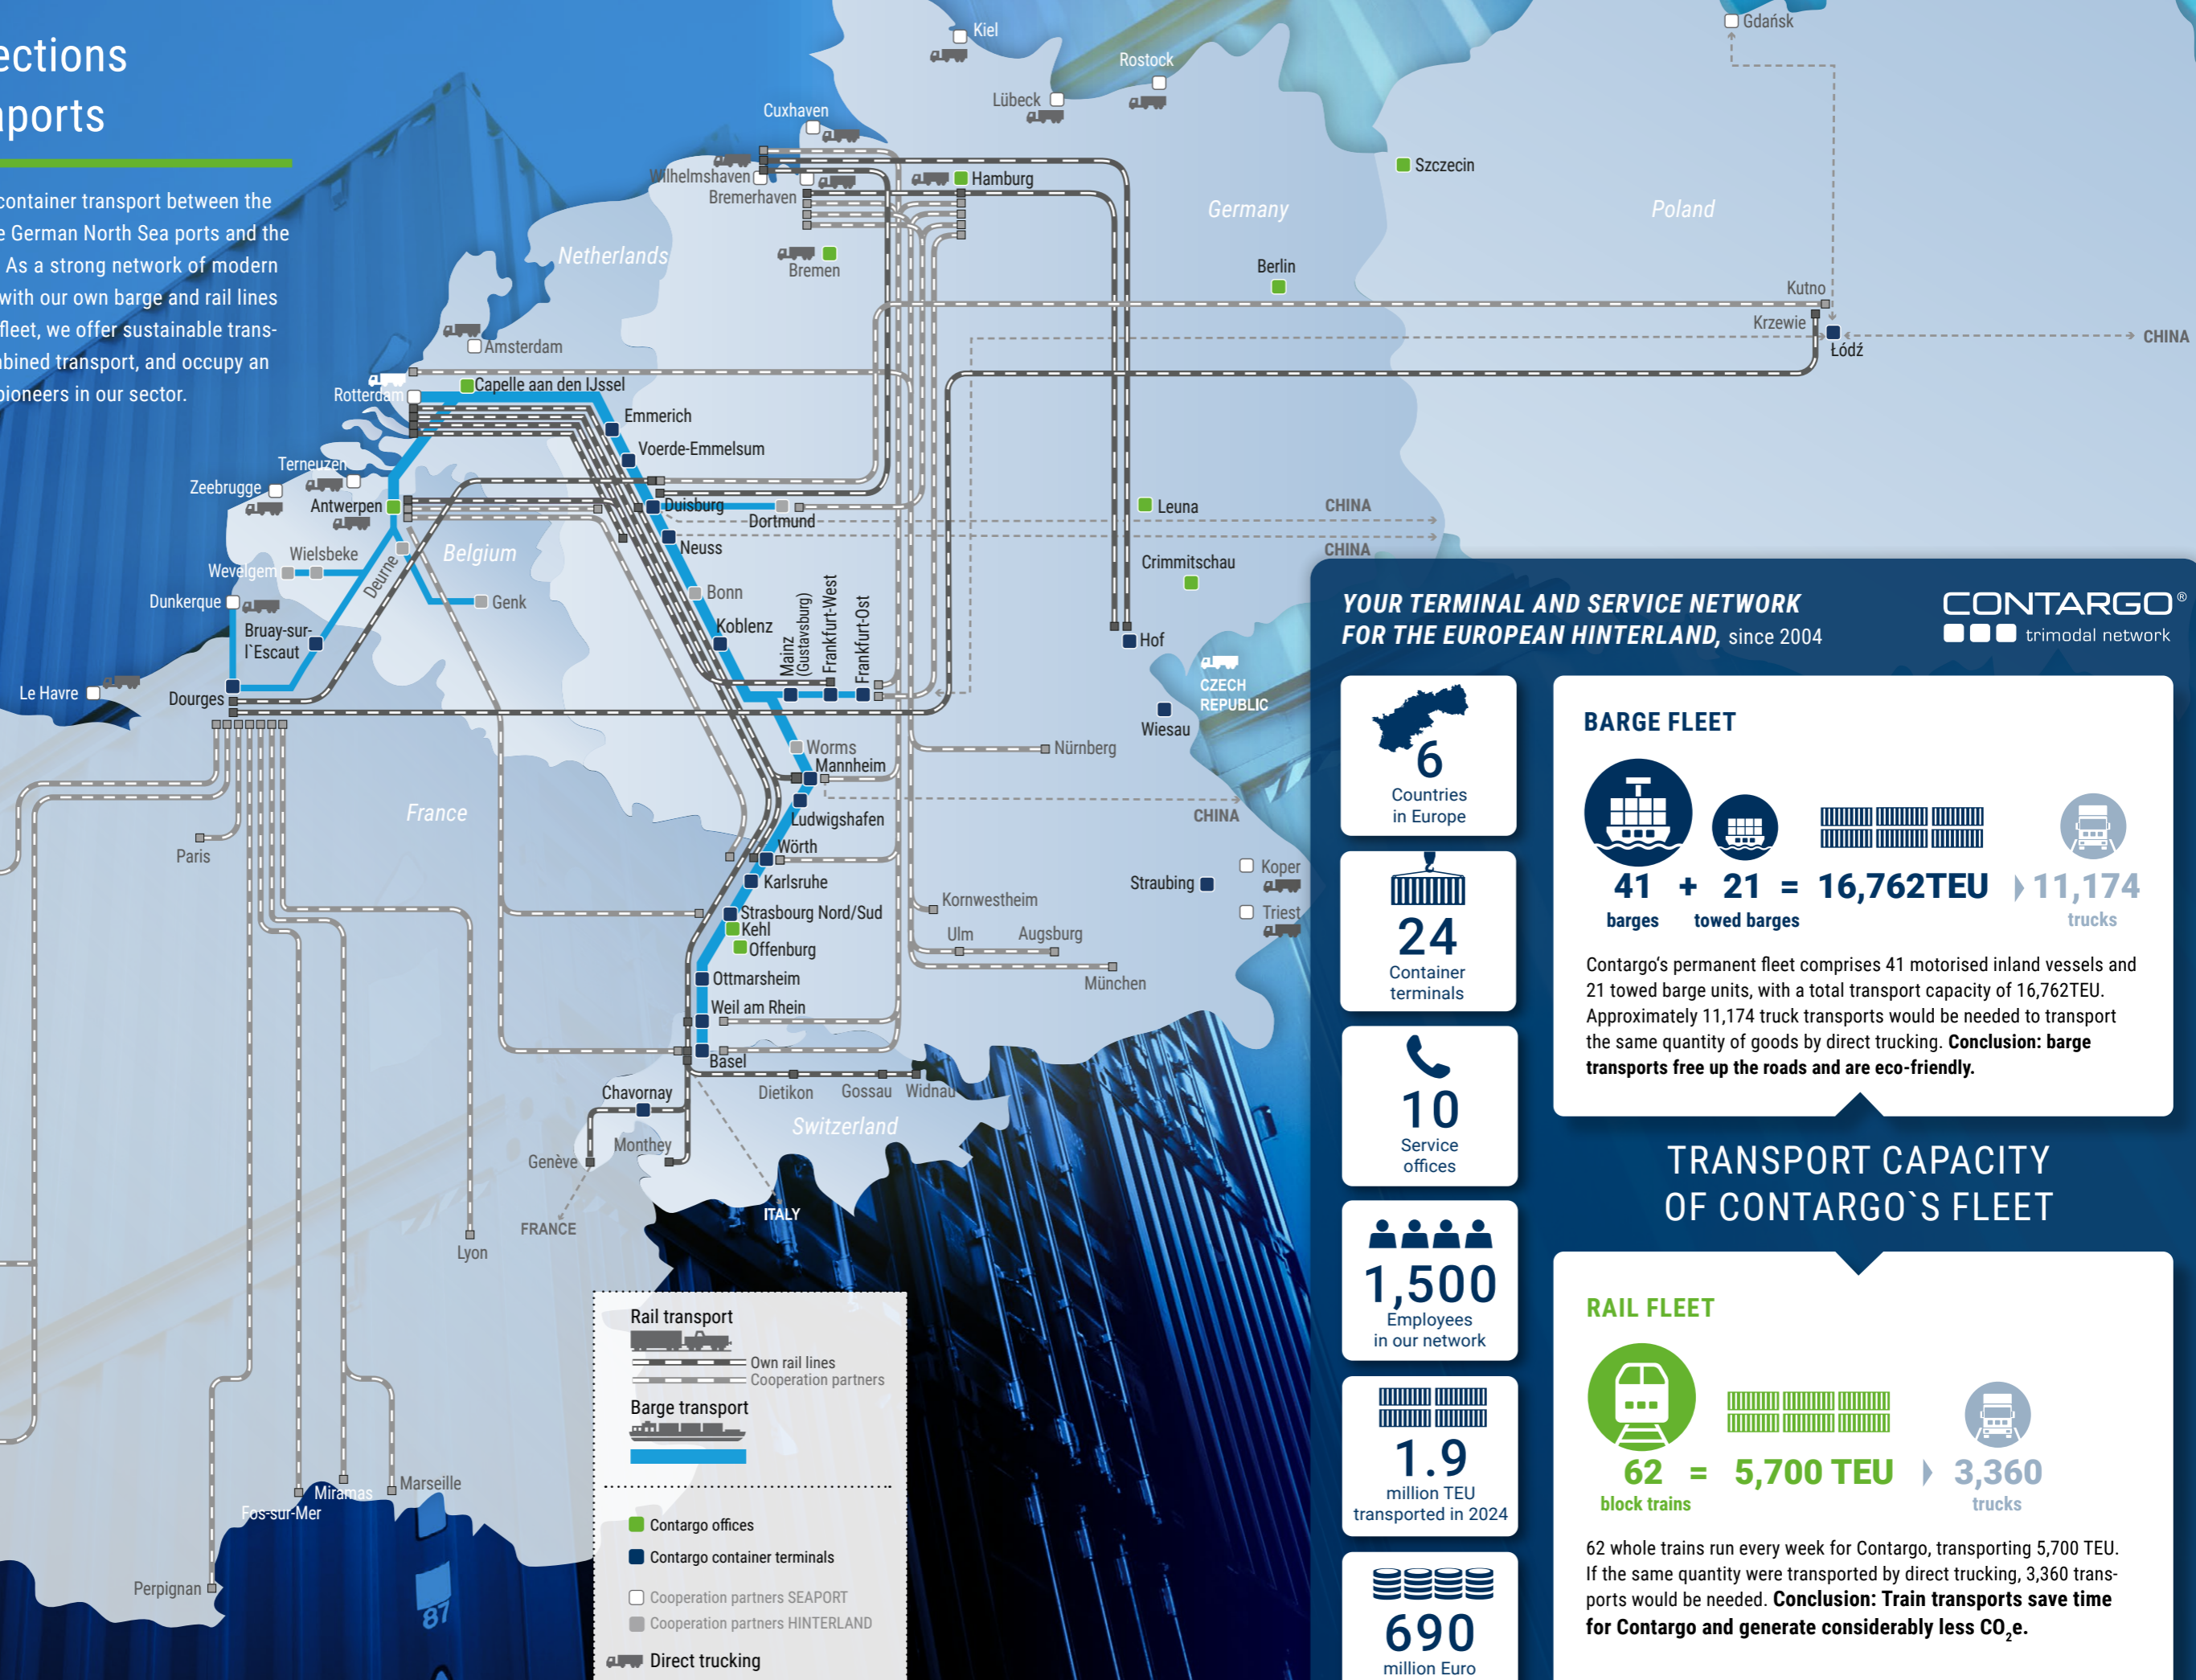 ections
aports
container transport between the
e German North Sea ports and the
As a strong network of modern
with our own barge and rail lines
fleet, we offer sustainable trans-
bined transport, and occupy an
pioneers in our sector.
Kiel
Gdańsk
Rostock
Lübeck
Cuxhaven
Wilhelmshaven
Bremerhaven
Hamburg
Szczecin
Germany
Poland
Netherlands
Bremen
Berlin
Kutno
Krzewie
CHINA
Łódź
Amsterdam
Capelle aan den IJssel
Rotterdam
Emmerich
Voerde-Emmelsum
Terneuzen
Zeebrugge
Antwerpen
Duisburg
Dortmund
Leuna
CHINA
CHINA
Neuss
Belgium
Wielsbeke
Wevelgem
Deurne
Crimmitschau
Bonn
Genk
Dunkerque
Bruay-sur-
l`Escaut
Koblenz
Mainz
(Gustavsburg)
Frankfurt-West
Frankfurt-Ost
Hof
CZECH
REPUBLIC
Le Havre
Dourges
Wiesau
Worms
Nürnberg
Mannheim
France
Ludwigshafen
CHINA
Paris
Wörth
Koper
Karlsruhe
Straubing
Kornwestheim
Triest
Strasbourg Nord/Sud
Kehl
Offenburg
Ulm
Augsburg
Ottmarsheim
München
Weil am Rhein
Basel
Chavornay
Dietikon
Gossau
Widnau
Switzerland
Monthey
Genève
ITALY
FRANCE
Lyon
Miramas
Marseille
Fos-sur-Mer
Perpignan
87
Rail transport
Own rail lines
Cooperation partners
Barge transport
Contargo offices
Contargo container terminals
Cooperation partners SEAPORT
Cooperation partners HINTERLAND
Direct trucking
YOUR TERMINAL AND SERVICE NETWORK
FOR THE EUROPEAN HINTERLAND, since 2004
CONTARGO®
trimodal network
6
Countries
in Europe
24
Container
terminals
10
Service
offices
1,500
Employees
in our network
1.9
million TEU
transported in 2024
690
million Euro
BARGE FLEET
41 + 21 = 16,762TEU 11,174
barges towed barges trucks
Contargo‘s permanent fleet comprises 41 motorised inland vessels and
21 towed barge units, with a total transport capacity of 16,762TEU.
Approximately 11,174 truck transports would be needed to transport
the same quantity of goods by direct trucking. Conclusion: barge
transports free up the roads and are eco-friendly.
TRANSPORT CAPACITY
OF CONTARGO`S FLEET
RAIL FLEET
62 = 5,700 TEU 3,360
block trains trucks
62 whole trains run every week for Contargo, transporting 5,700 TEU.
If the same quantity were transported by direct trucking, 3,360 trans-
ports would be needed. Conclusion: Train transports save time
for Contargo and generate considerably less CO₂e.